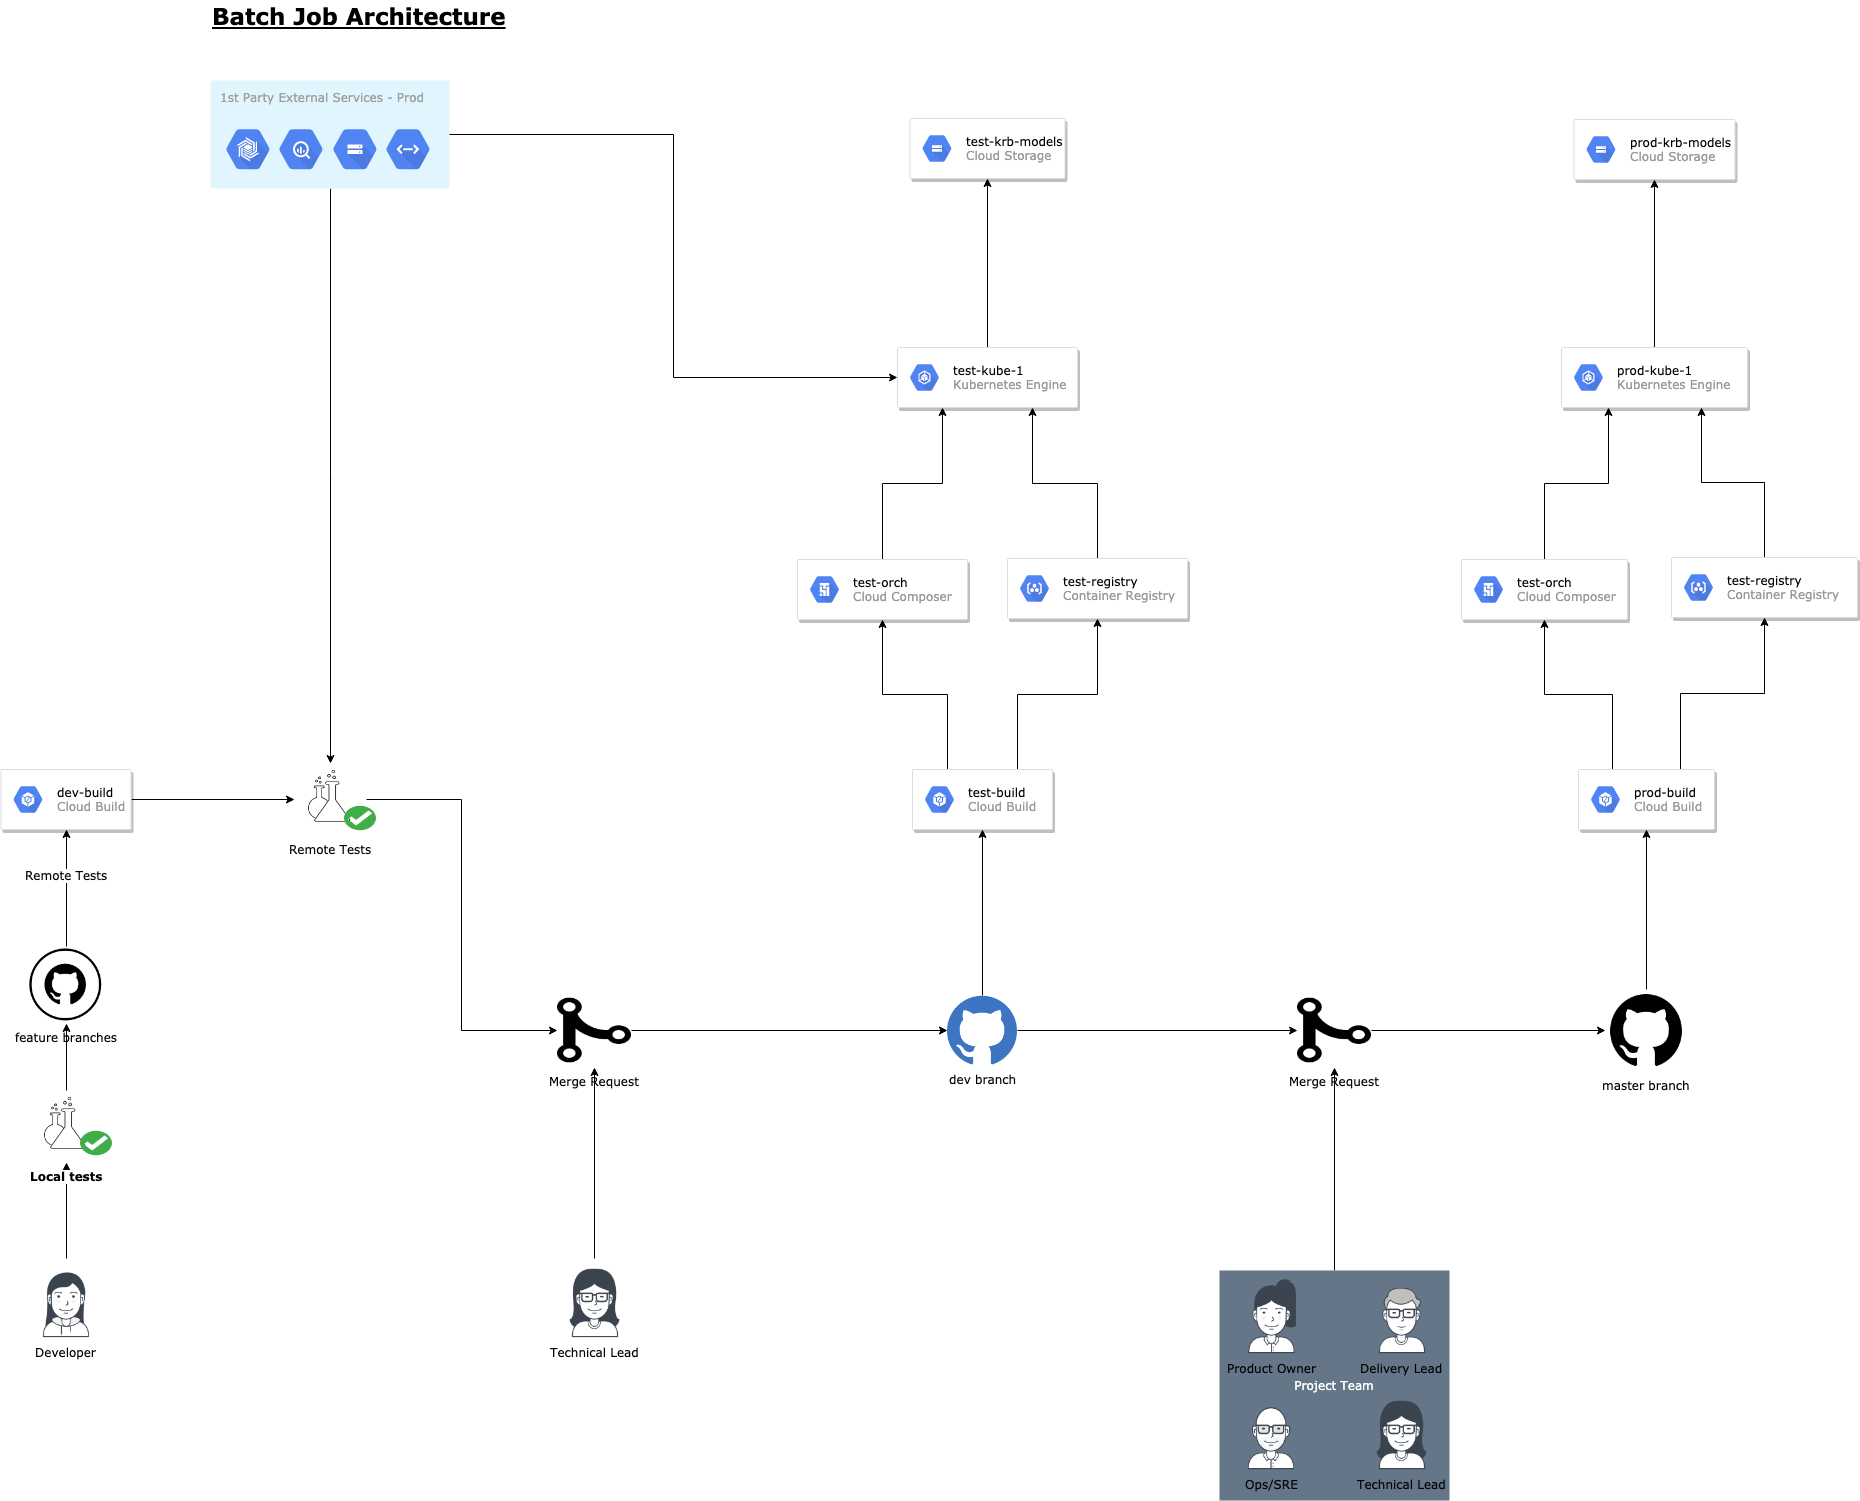 Batch Job Architecture
1st Party External Services - Prod
test-krb-models
Cloud Storage
prod-krb-models
Cloud Storage
test-kube-1
Kubernetes Engine
prod-kube-1
Kubernetes Engine
test-orch
Cloud Composer
test-registry
Container Registry
test-orch
Cloud Composer
test-registry
Container Registry
dev-build
Cloud Build
Remote Tests
test-build
Cloud Build
prod-build
Cloud Build
Remote Tests
feature branches
Merge Request
dev branch
Merge Request
master branch
Local tests
Developer
Technical Lead
Product Owner
Delivery Lead
Project Team
Ops/SRE
Technical Lead